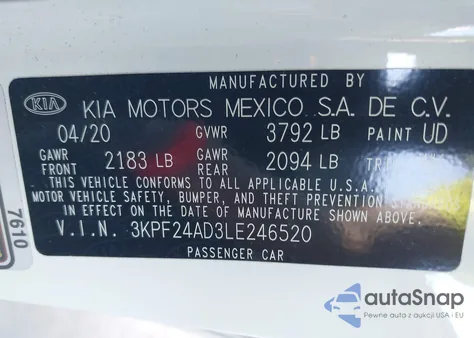 MANUFACTURED BY
KIA KIA MOTORS MEXICO S.A. DE C.V.
04/20 GVWR 3792 LB PAINT UD
GAWR FRONT 2183 LB GAWR REAR 2094 LB
THIS VEHICLE CONFORMS TO ALL APPLICABLE U.S.A.
MOTOR VEHICLE SAFETY, BUMPER, AND THEFT PREVENTION
IN EFFECT ON THE DATE OF MANUFACTURE SHOWN ABOVE.
V.I.N. 3KPF24AD3LE246520
PASSENGER CAR
7610
autoSnap
Pewne auta z aukcji USA i EU